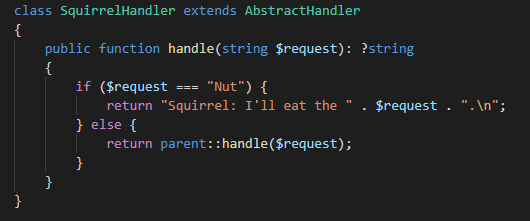 class SquirrelHandler extends AbstractHandler
{
    public function handle(string $request): ?string
    {
        if ($request === "Nut") {
            return "Squirrel: I'll eat the " . $request . ".\n";
        } else {
            return parent::handle($request);
        }
    }
}